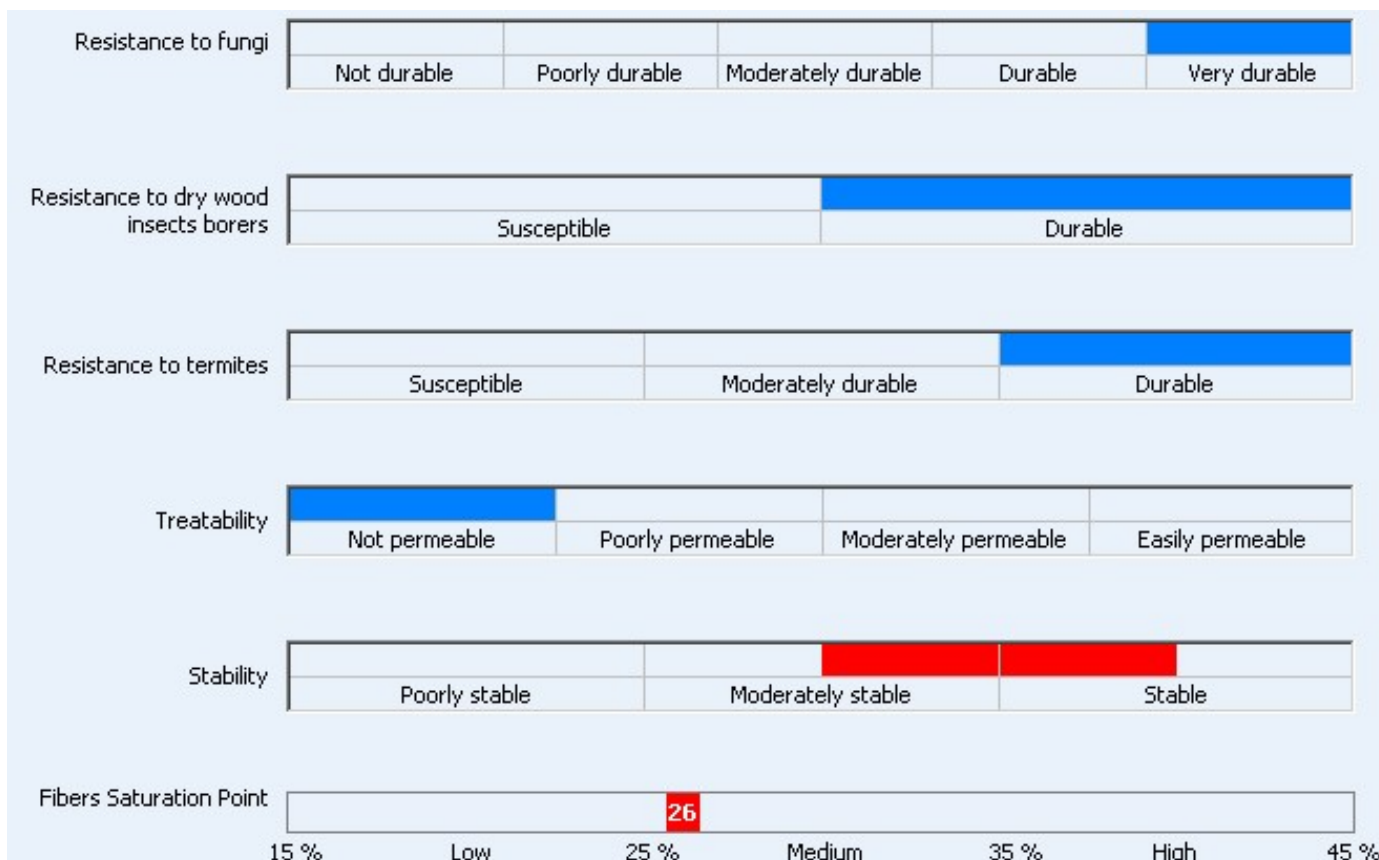 Resistance to fungi
Not durable Poorly durable Moderately durable Durable Very durable
Resistance to dry wood
insects borers
Susceptible Durable
Resistance to termites
Susceptible Moderately durable Durable
Treatability
Not permeable Poorly permeable Moderately permeable Easily permeable
Stability
Poorly stable Moderately stable Stable
Fibers Saturation Point
26
15 % Low 25 % Medium 35 % High 45 %